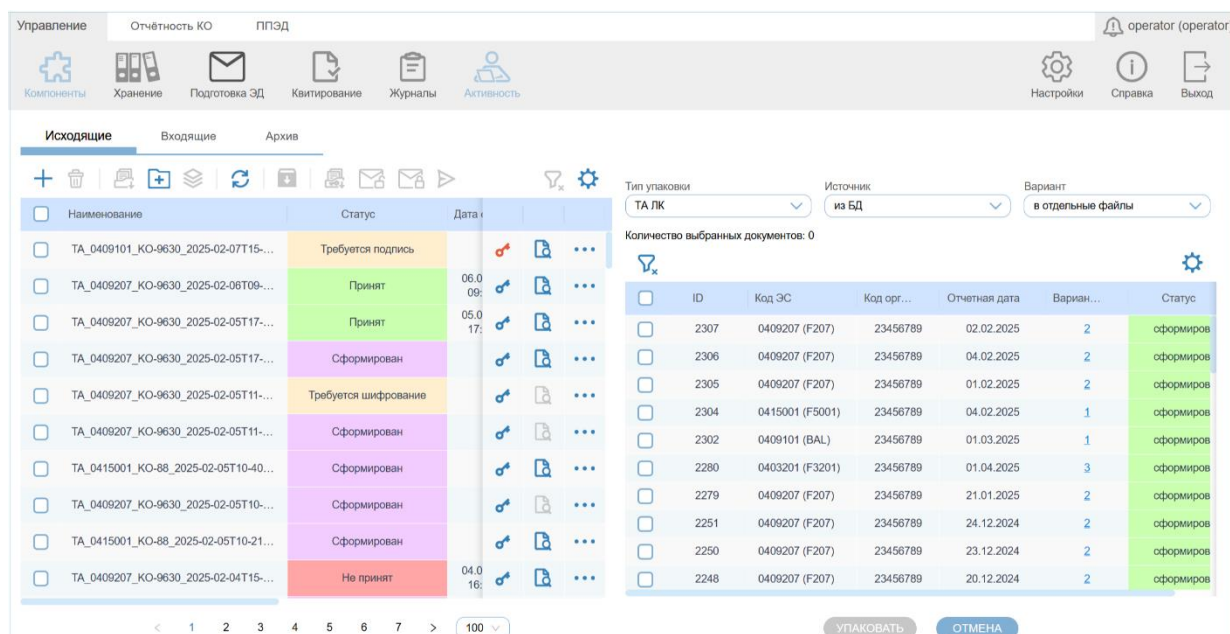 Управление Отчётность КО ППЭД operator (operator
Компоненты Хранение Подготовка ЭД Квитирование Журналы Активность Настройки Справка Выход
Исходящие Входящие Архив
Наименование Статус Дата
TA_0409101_KO-9630_2025-02-07T15-... Требуется подпись
TA_0409207_KO-9630_2025-02-06T09-... Принят 06.0
09:
TA_0409207_KO-9630_2025-02-05T17-... Принят 05.0
17:
TA_0409207_KO-9630_2025-02-05T17-... Сформирован
TA_0409207_KO-9630_2025-02-05T11-... Требуется шифрование
TA_0409207_KO-9630_2025-02-05T11-... Сформирован
TA_0415001_KO-88_2025-02-05T10-40... Сформирован
TA_0409207_KO-9630_2025-02-05T10-... Сформирован
TA_0415001_KO-88_2025-02-05T10-21... Сформирован
TA_0409207_KO-9630_2025-02-04T15-... Не принят 04.0
16:
< 1 2 3 4 5 6 7 > 100
Тип упаковки Источник Вариант
ТА ЛК из БД в отдельные файлы
Количество выбранных документов: 0
ID Код ЭС Код орг... Отчетная дата Вариан... Статус
2307 0409207 (F207) 23456789 02.02.2025 2 сформиров
2306 0409207 (F207) 23456789 04.02.2025 2 сформиров
2305 0409207 (F207) 23456789 01.02.2025 2 сформиров
2304 0415001 (F5001) 23456789 04.02.2025 1 сформиров
2302 0409101 (BAL) 23456789 01.03.2025 1 сформиров
2280 0403201 (F3201) 23456789 01.04.2025 3 сформиров
2279 0409207 (F207) 23456789 21.01.2025 2 сформиров
2251 0409207 (F207) 23456789 24.12.2024 2 сформиров
2250 0409207 (F207) 23456789 23.12.2024 2 сформиров
2248 0409207 (F207) 23456789 20.12.2024 2 сформиров
УПАКОВАТЬ ОТМЕНА